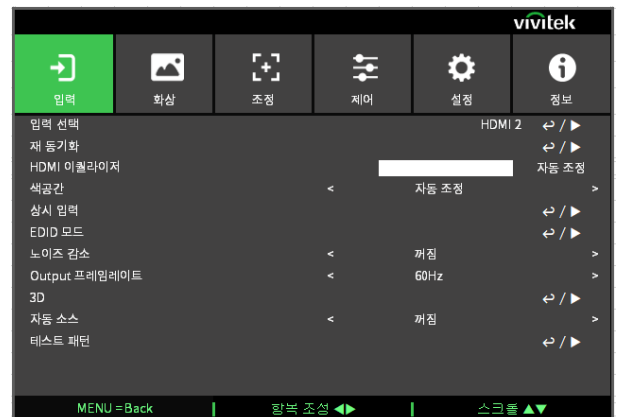 vivitek
입력 화상 조정 제어 설정 정보
입력 선택 HDMI 2 /
재 동기화 /
HDMI 이퀄라이저 자동 조정
색공간 < 자동 조정 >
상시 입력 /
EDID 모드 /
노이즈 감소 < 꺼짐 >
Output 프레임레이트 < 60Hz >
3D /
자동 소스 < 꺼짐 >
테스트 패턴 /
MENU =Back 항복 조성 스크롤